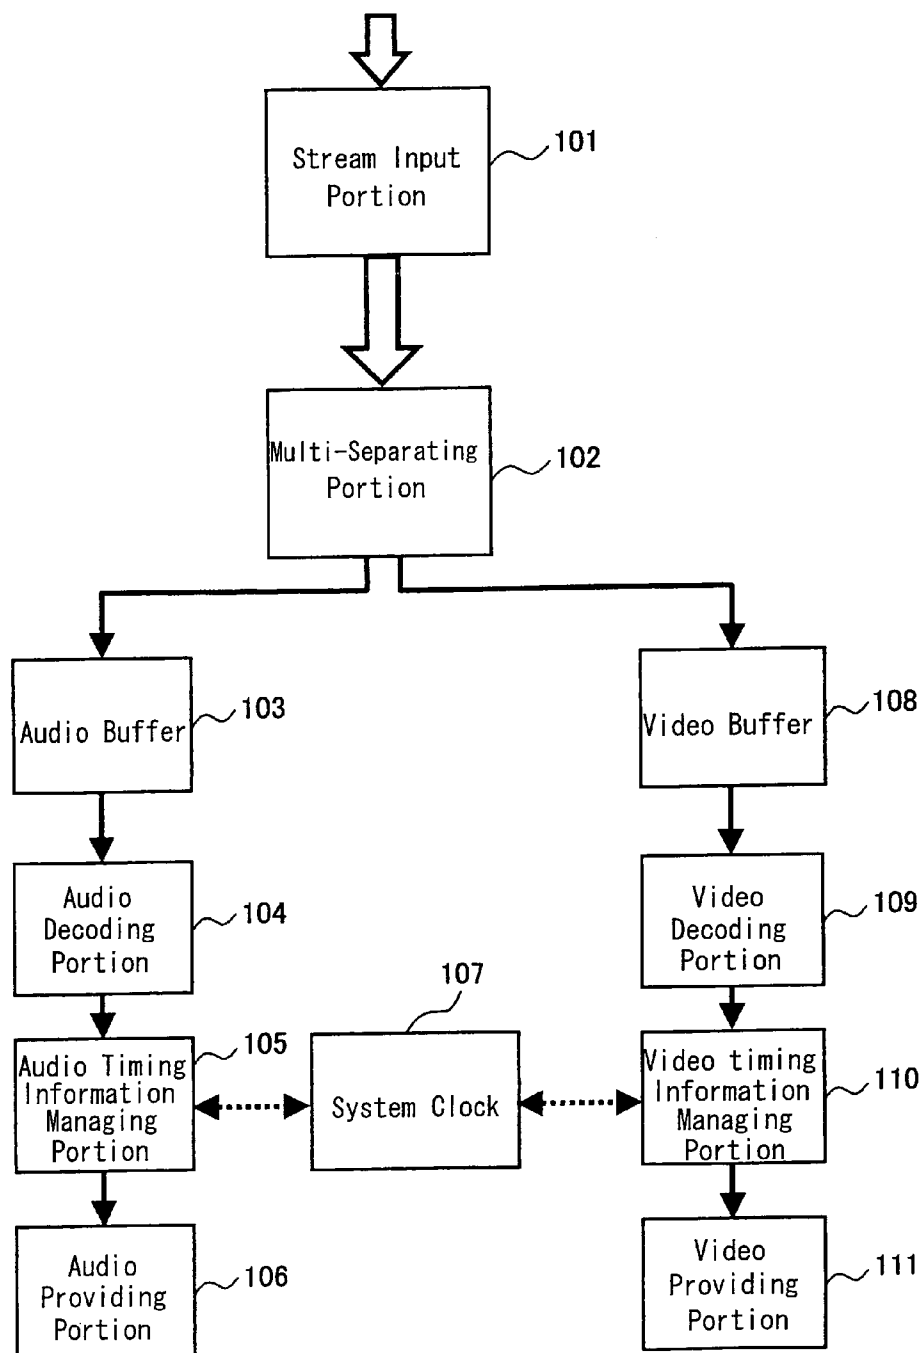 Stream Input
Portion
101
Multi-Separating
Portion
102
Audio Buffer
103
Video Buffer
108
Audio
Decoding
Portion
104
Video
Decoding
Portion
109
107
Audio Timing
Information
Managing
Portion
105
System Clock
Video timing
Information
Managing
Portion
110
Audio
Providing
Portion
106
Video
Providing
Portion
111